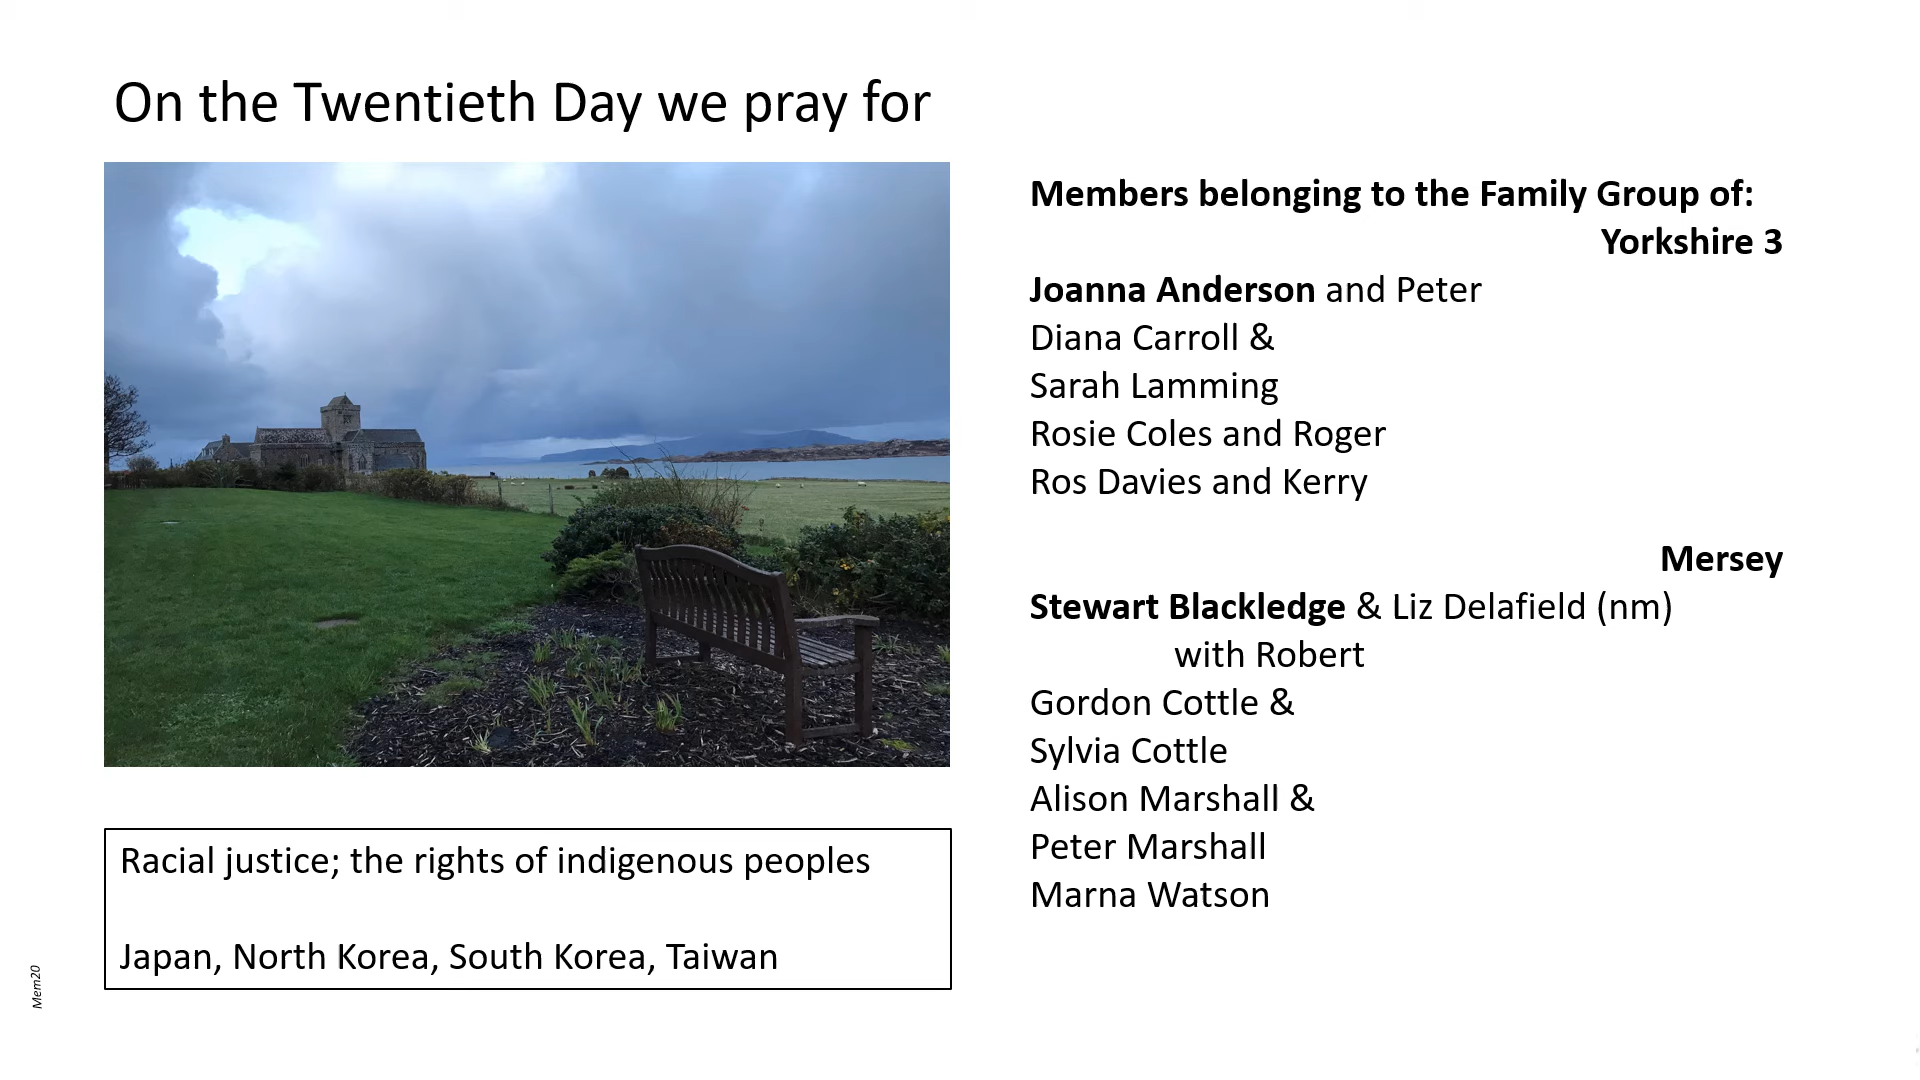 On the Twentieth Day we pray for
Members belonging to the Family Group of:
Yorkshire 3
Joanna Anderson and Peter
Diana Carroll &
Sarah Lamming
Rosie Coles and Roger
Ros Davies and Kerry
Mersey
Stewart Blackledge & Liz Delafield (nm)
with Robert
Gordon Cottle &
Sylvia Cottle
Alison Marshall &
Peter Marshall
Marna Watson
Racial justice; the rights of indigenous peoples
Japan, North Korea, South Korea, Taiwan
Mem20